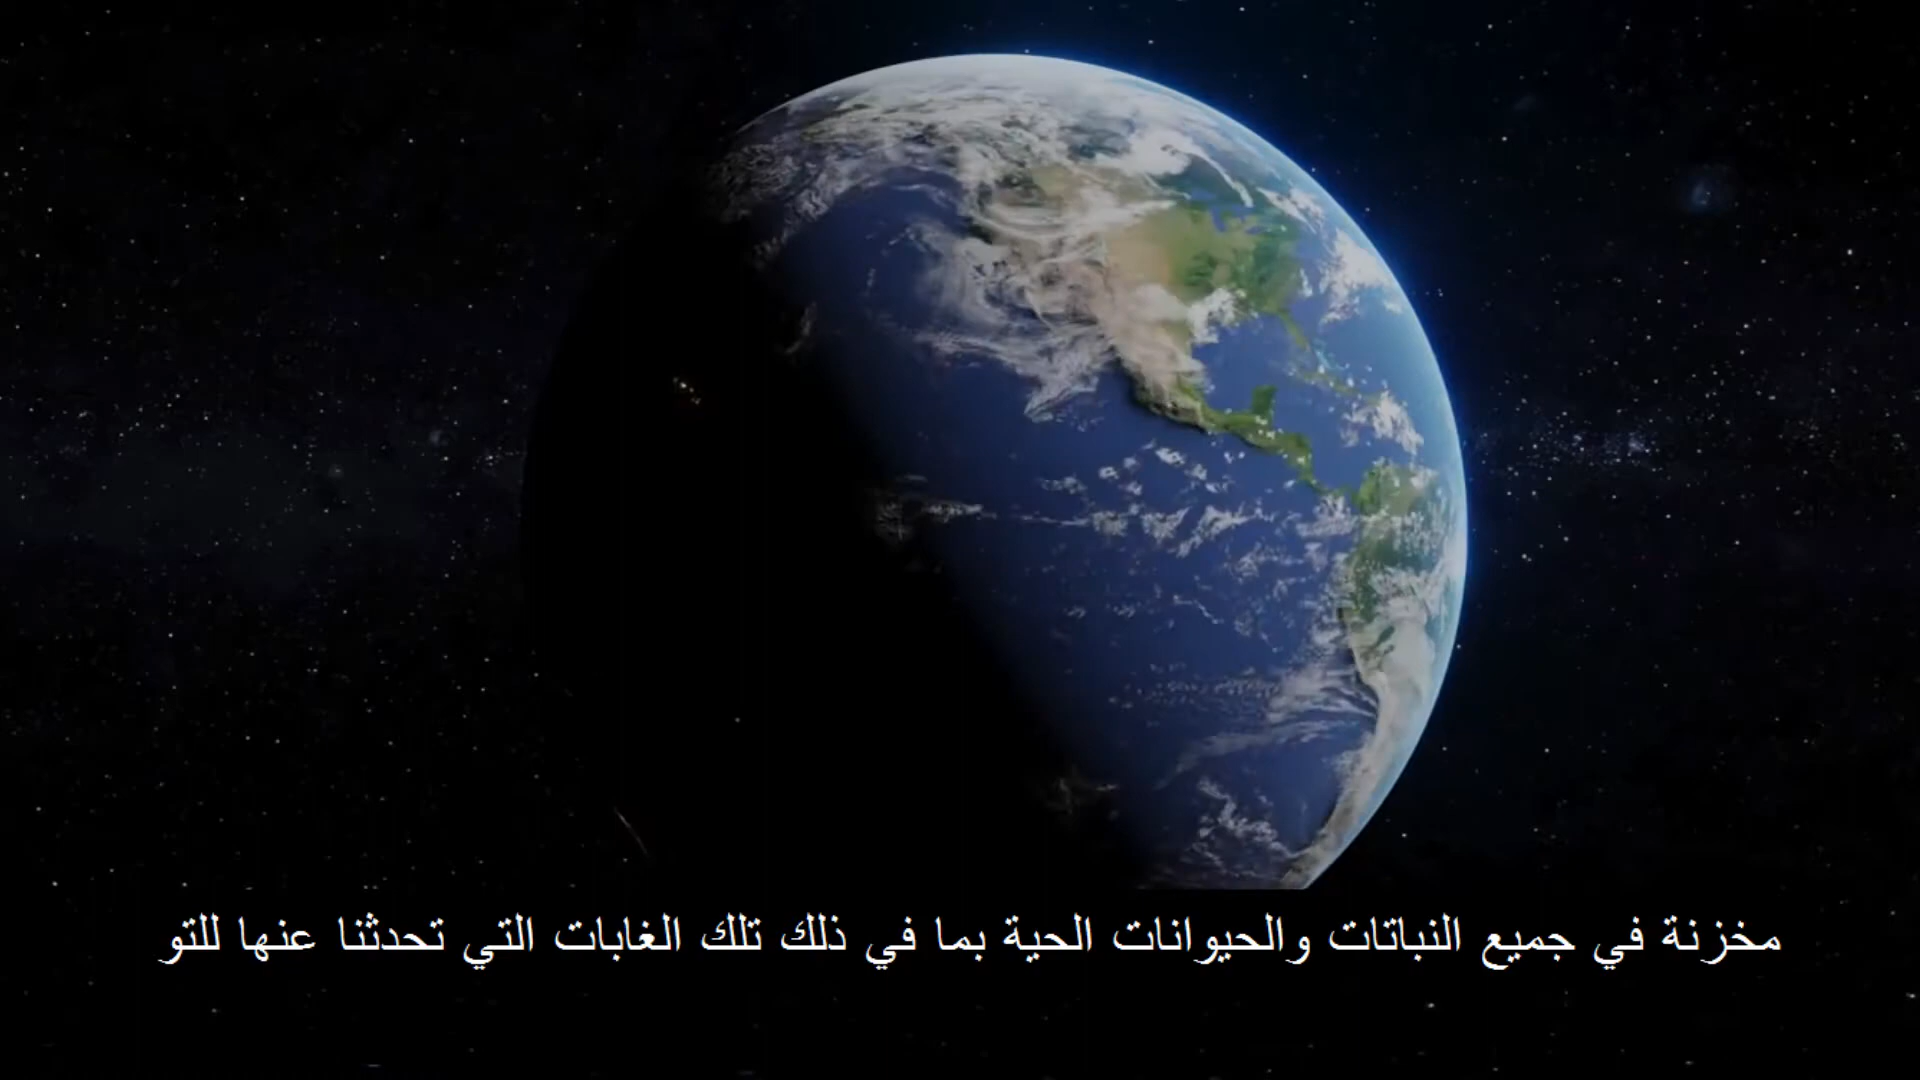 مخزنة في جميع النباتات والحيوانات الحية بما في ذلك تلك الغابات التي تحدثنا عنها للتو